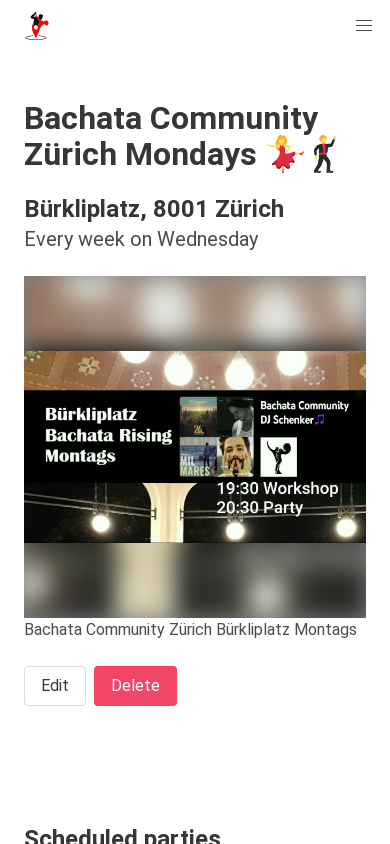 Bachata Community
Zürich Mondays 💃🕺
Bürkliplatz, 8001 Zürich
Every week on Wednesday
Bürkliplatz
Bachata Rising
Montags
MIL
MARES
Bachata Community
DJ Schenker🎵
19:30 Workshop
20:30 Party
Bachata Community Zürich Bürkliplatz Montags
Edit
Delete
Scheduled parties